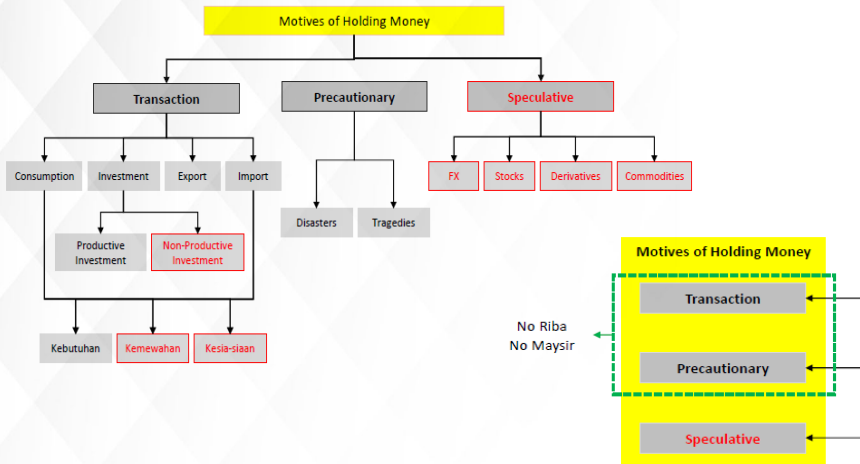 Motives of Holding Money
Transaction
Precautionary
Speculative
Consumption
Investment
Export
Import
FX
Stocks
Derivatives
Commodities
Disasters
Tragedies
Productive
Investment
Non-Productive
Investment
Kebutuhan
Kemewahan
Kesia-siaan
Motives of Holding Money
Transaction
Precautionary
Speculative
No Riba
No Maysir